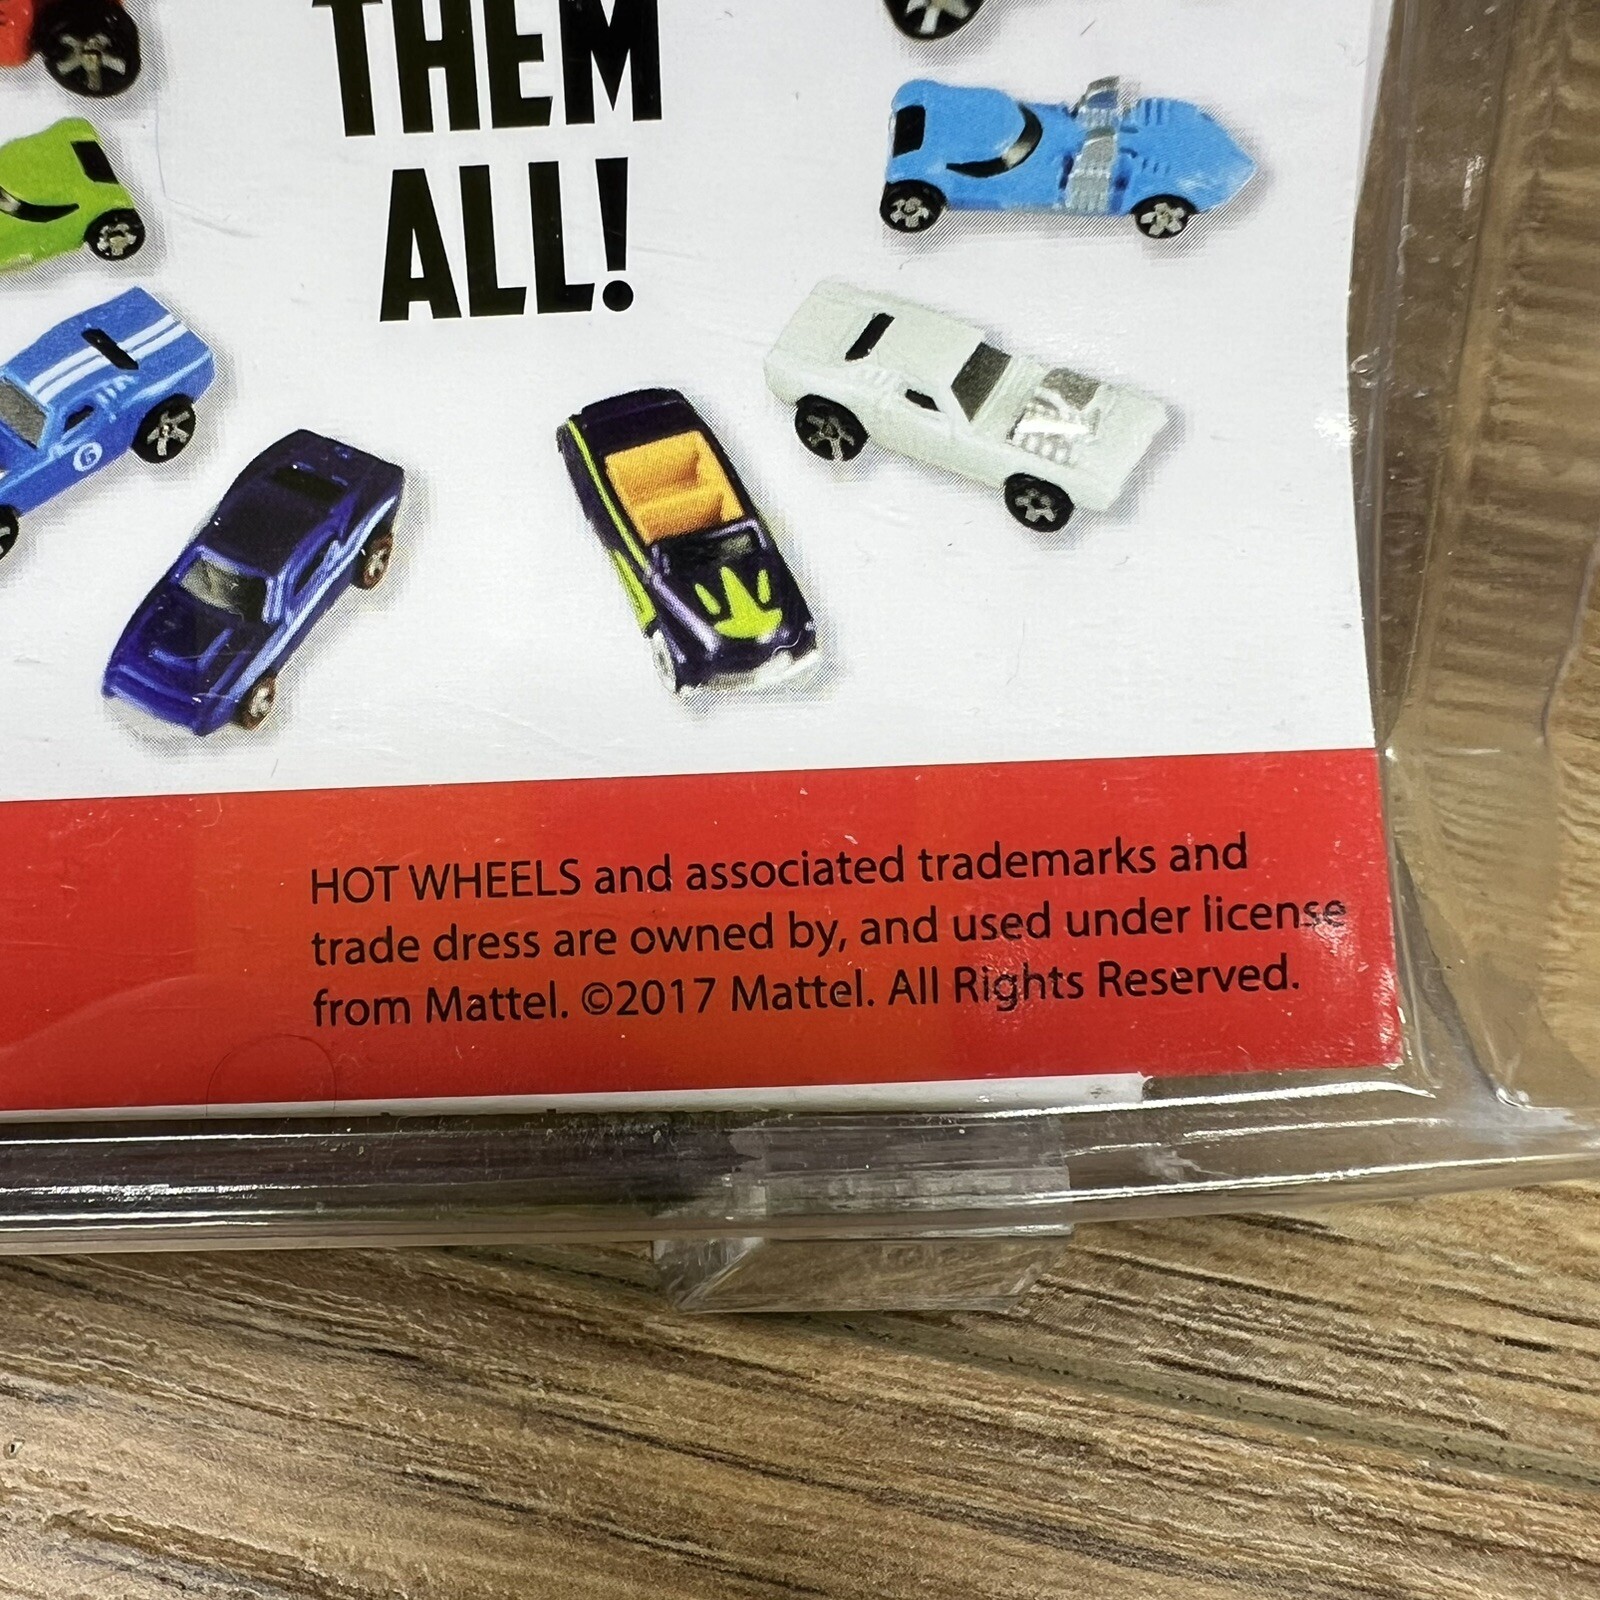 THEM
ALL!
6
HOT WHEELS and associated trademarks and
trade dress are owned by, and used under license
from Mattel. ©2017 Mattel. All Rights Reserved.